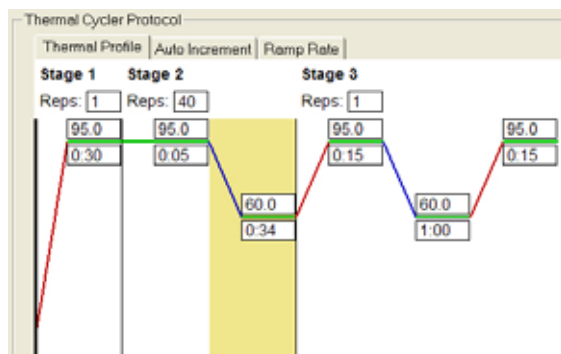 Thermal Cycler Protocol
Thermal Profile Auto Increment Ramp Rate
Stage 1 Stage 2 Stage 3
Reps: 1 Reps: 40 Reps: 1
95.0 95.0 95.0 95.0
0:30 0:05 0:15 0:15
60.0 60.0
0:34 1:00